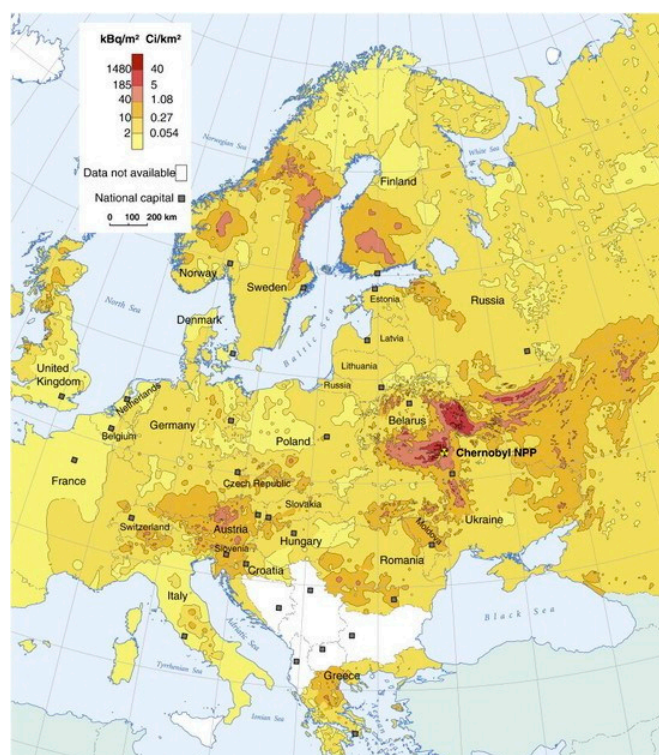 kBq/m² Ci/km²
1480 40
185 5
40 1.08
10 0.27
2 0.054
Data not available
National capital
0 100 200 km
Norwegian Sea
White Sea
Finland
Norway
Sweden
Estonia
Russia
North Sea
Denmark
Baltic Sea
Latvia
Lithuania
Russia
United
Kingdom
Netherlands
Belarus
Germany
Poland
Belgium
Chernobyl NPP
France
Czech Republic
Slovakia
Ukraine
Switzerland
Austria
Moldova
Hungary
Slovenia
Romania
Croatia
Italy
Adriatic Sea
Black Sea
Tyrrhenian Sea
Greece
Ionian Sea